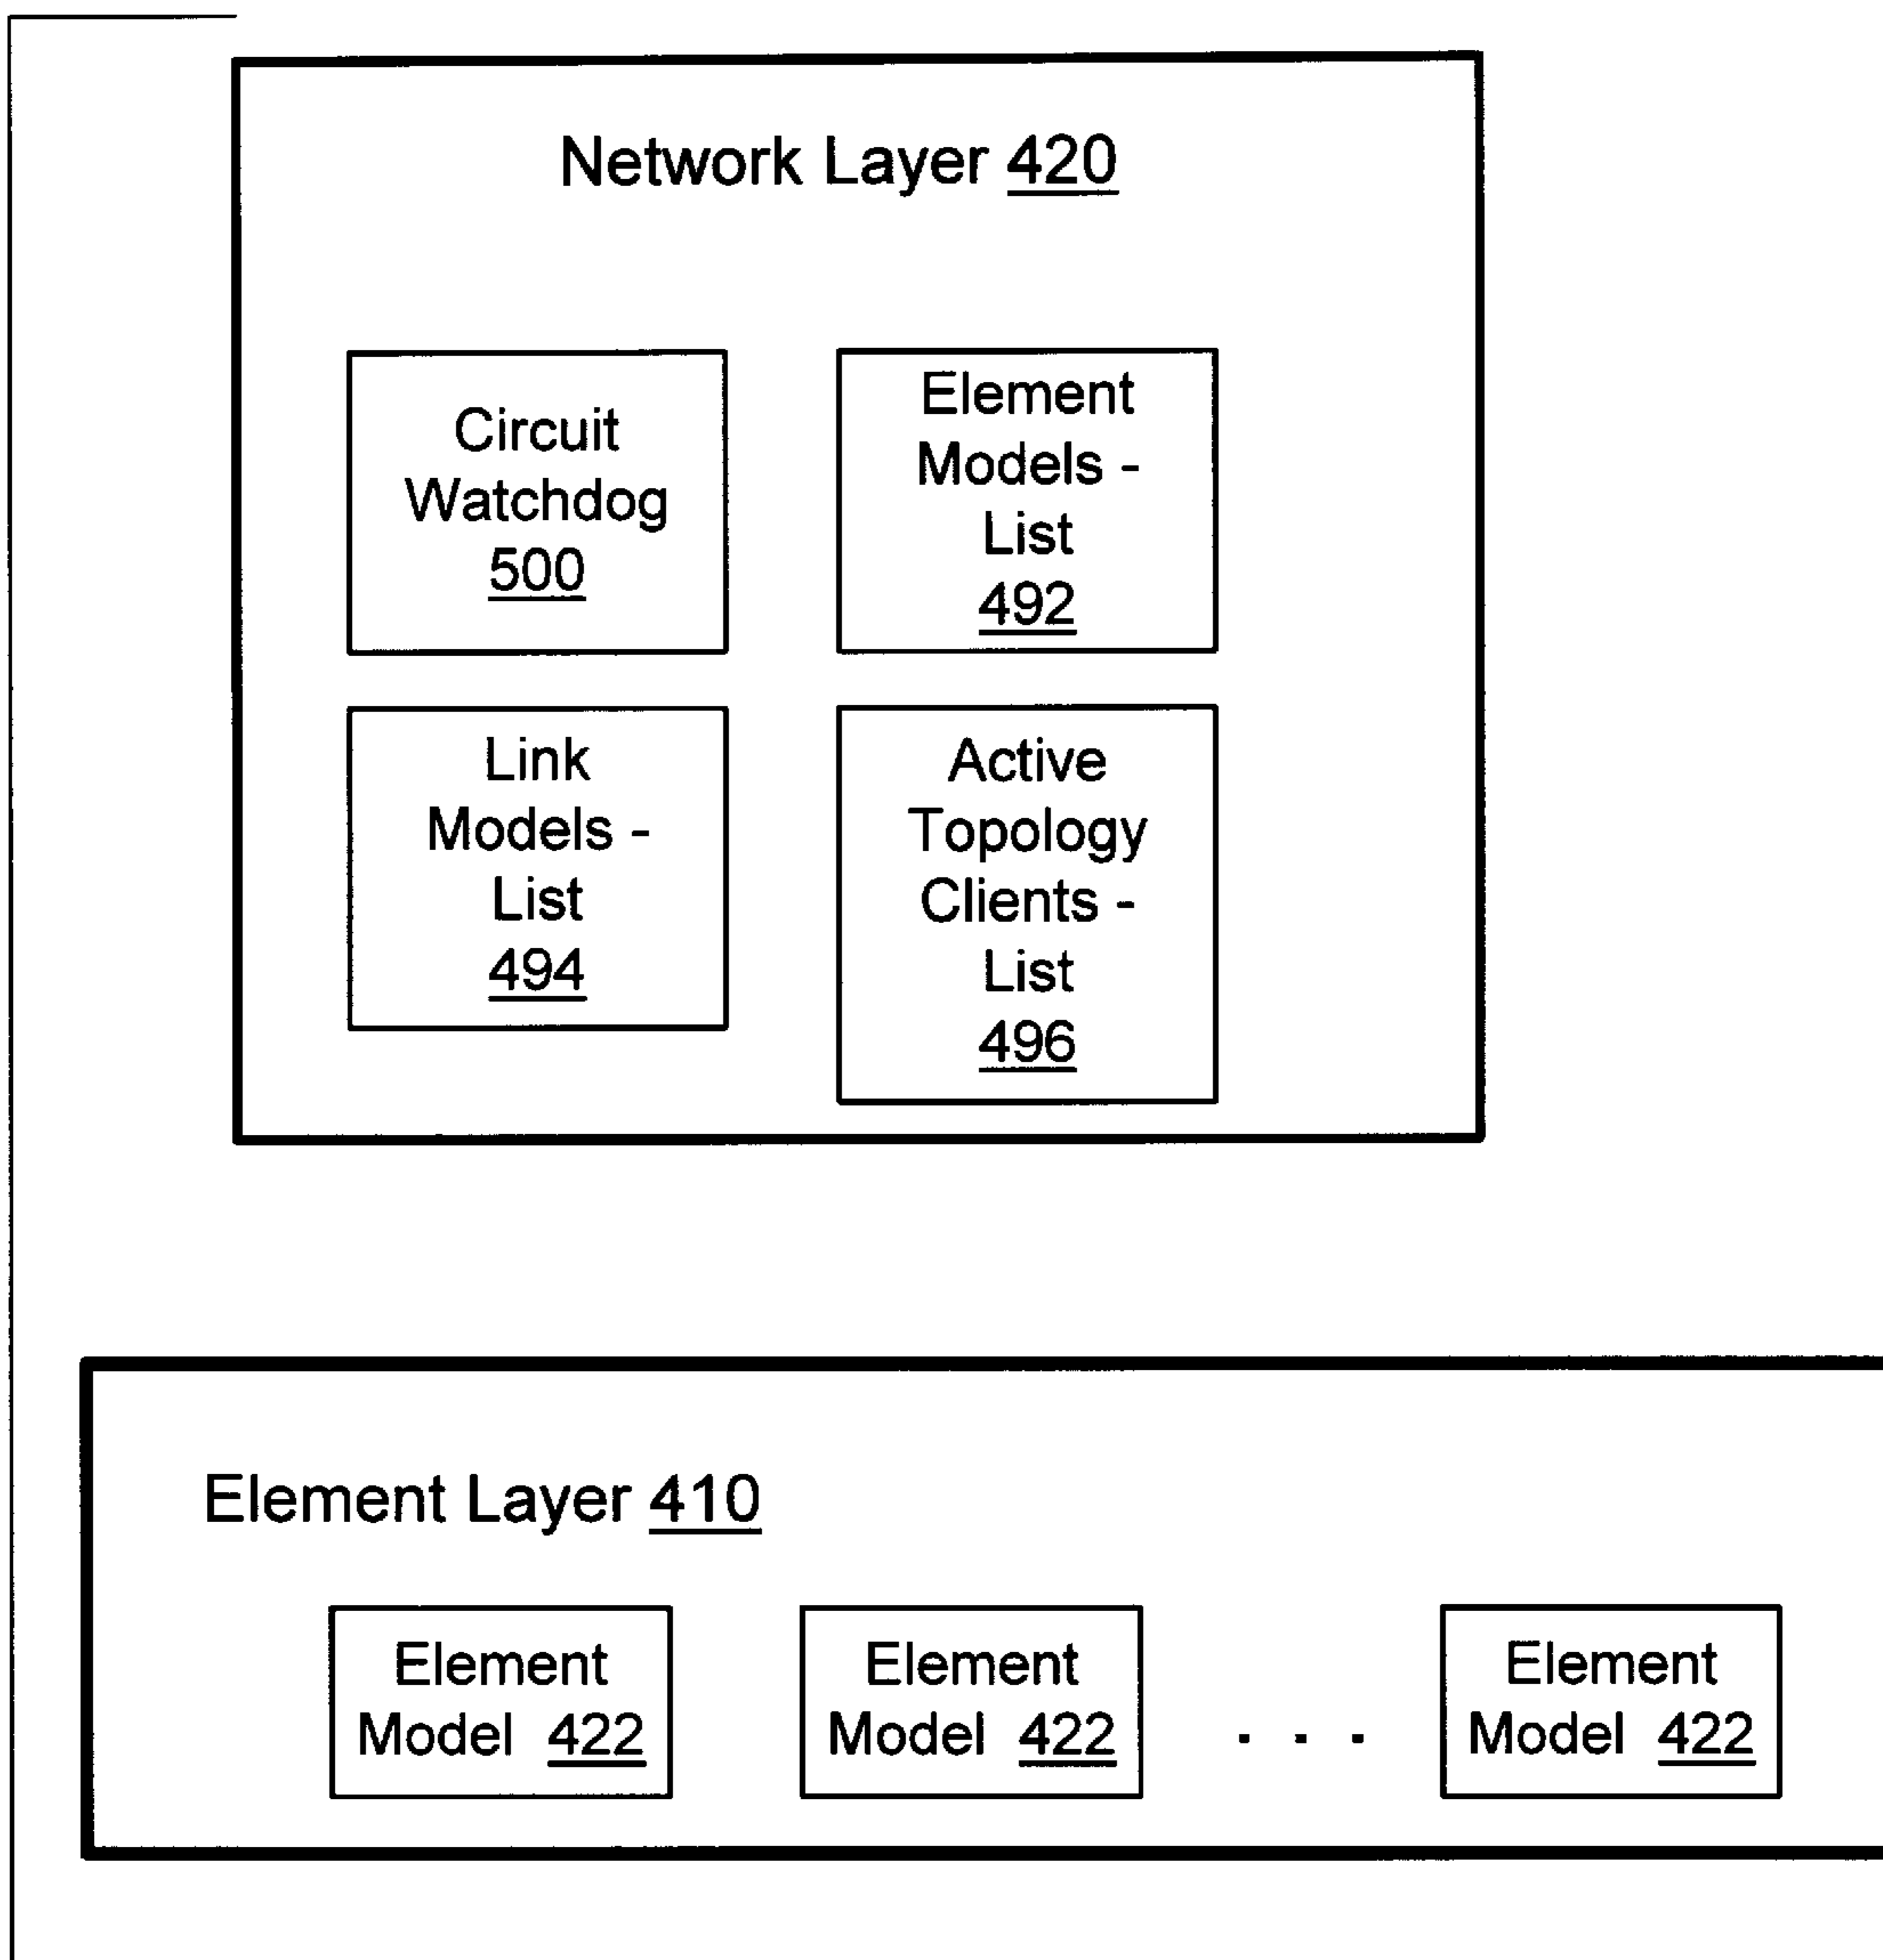 Network Layer 420
Circuit
Watchdog
500
Element
Models -
List
492
Link
Models -
List
494
Active
Topology
Clients -
List
496
Element Layer 410
Element
Model 422
Element
Model 422
. . .
Element
Model 422